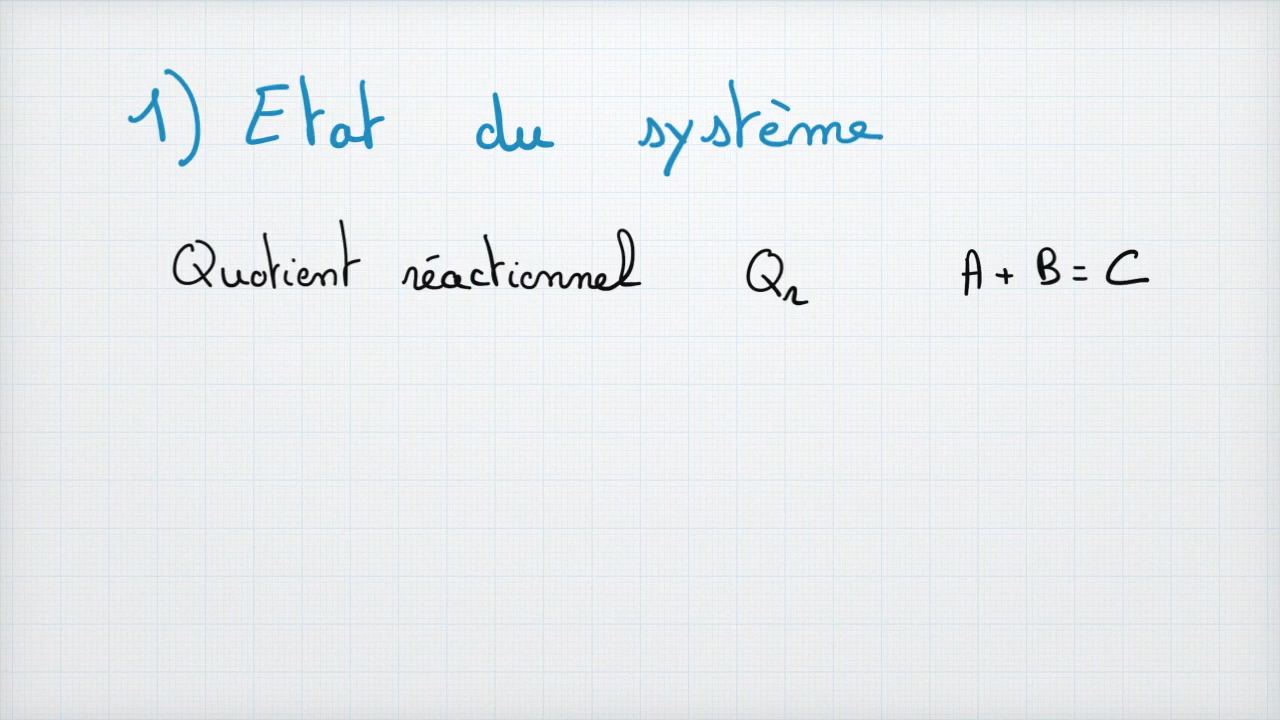 1) Etat du système
Quotient réactionnel Qr A + B = C